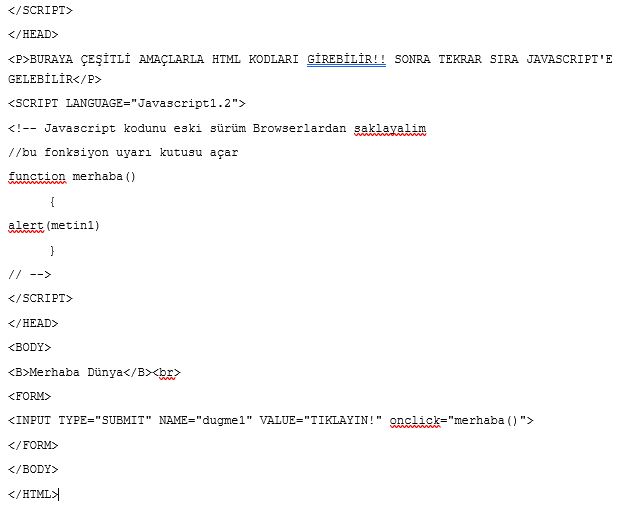 </SCRIPT>
</HEAD>
<P>BURAYA ÇEŞİTLİ AMAÇLARLA HTML KODLARI GİREBİLİR!! SONRA TEKRAR SIRA JAVASCRIPT'E
GELEBİLİR</P>
<SCRIPT LANGUAGE="Javascript1.2">
<!-- Javascript kodunu eski sürüm Browserlardan saklayalim
//bu fonksiyon uyarı kutusu açar
function merhaba()
{
alert(metin1)
}
// -->
</SCRIPT>
</HEAD>
<BODY>
<B>Merhaba Dünya</B><br>
<FORM>
<INPUT TYPE="SUBMIT" NAME="dugme1" VALUE="TIKLAYIN!" onclick="merhaba()">
</FORM>
</BODY>
</HTML>